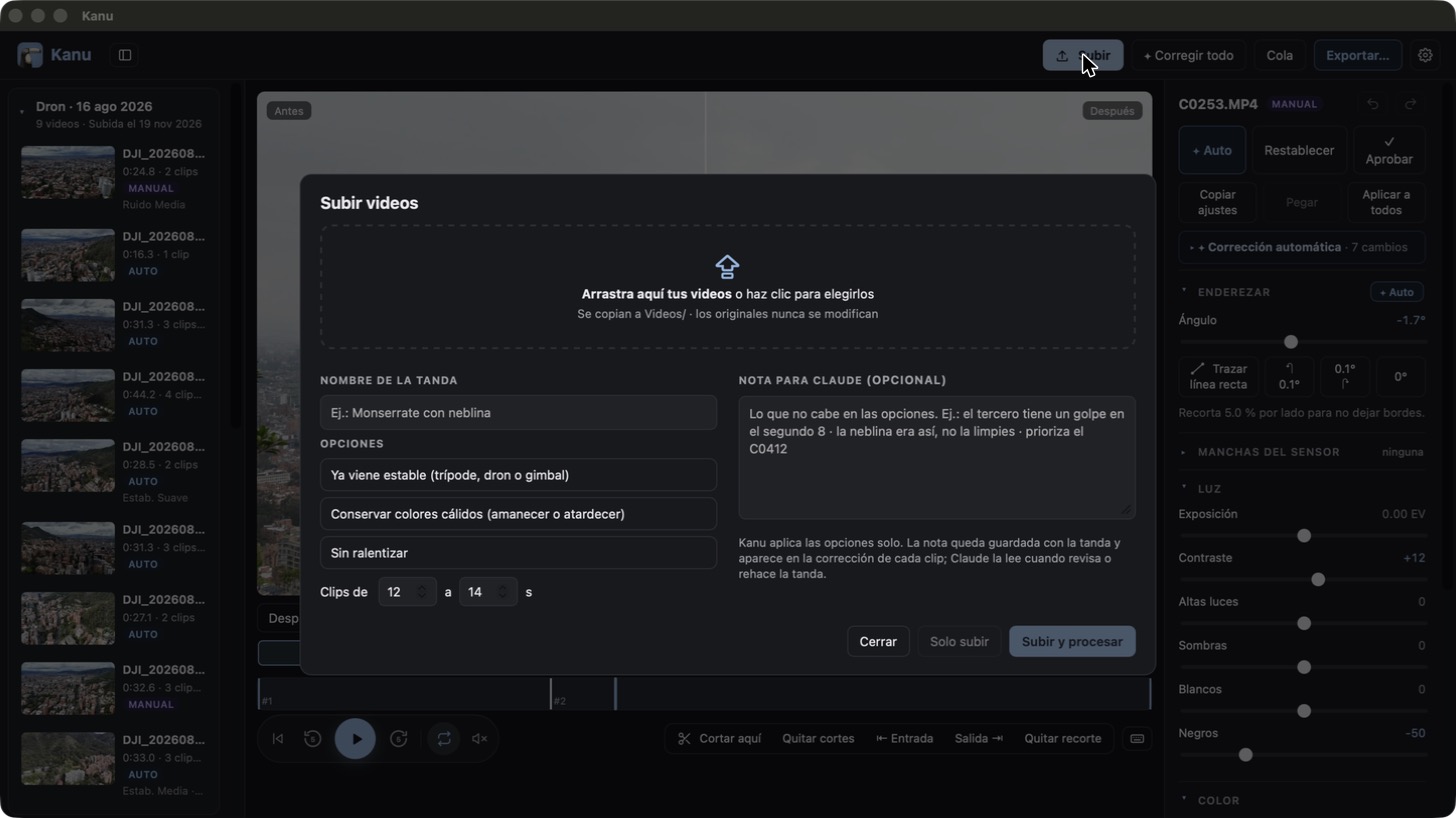 Kanu
Kanu
Subir
+ Corregir todo
Cola
Exportar...
Dron · 16 ago 2026
9 videos · Subida el 19 nov 2026
DJI_202608...
0:24.8 · 2 clips
MANUAL
Ruido Media
DJI_202608...
0:16.3 · 1 clip
AUTO
DJI_202608...
0:31.3 · 3 clips...
AUTO
DJI_202608...
0:44.2 · 4 clip...
AUTO
DJI_202608...
0:28.5 · 2 clips
AUTO
Estab. Suave
DJI_202608...
0:31.3 · 3 clips...
AUTO
DJI_202608...
0:27.1 · 2 clips
AUTO
DJI_202608...
0:32.6 · 3 clip...
MANUAL
DJI_202608...
0:33.0 · 3 clip...
AUTO
Estab. Media ·...
Antes
Después
Subir videos
Arrastra aquí tus videos o haz clic para elegirlos
Se copian a Videos/ · los originales nunca se modifican
NOMBRE DE LA TANDA
Ej.: Monserrate con neblina
OPCIONES
Ya viene estable (trípode, dron o gimbal)
Conservar colores cálidos (amanecer o atardecer)
Sin ralentizar
Clips de 12 a 14 s
NOTA PARA CLAUDE (OPCIONAL)
Lo que no cabe en las opciones. Ej.: el tercero tiene un golpe en
el segundo 8 · la neblina era así, no la limpies · prioriza el
C0412
Kanu aplica las opciones solo. La nota queda guardada con la tanda y
aparece en la corrección de cada clip; Claude la lee cuando revisa o
rehace la tanda.
Cerrar
Solo subir
Subir y procesar
Desp
#1
#2
5
5
Cortar aquí
Quitar cortes
Entrada
Salida
Quitar recorte
C0253.MP4 MANUAL
+ Auto
Restablecer
Aprobar
Copiar
ajustes
Pegar
Aplicar a
todos
+ Corrección automática · 7 cambios
ENDEREZAR
+ Auto
Ángulo
-1.7°
Trazar
línea recta
0.1°
0.1°
0°
Recorta 5.0 % por lado para no dejar bordes.
MANCHAS DEL SENSOR
ninguna
LUZ
Exposición
0.00 EV
Contraste
+12
Altas luces
0
Sombras
0
Blancos
0
Negros
-50
COLOR